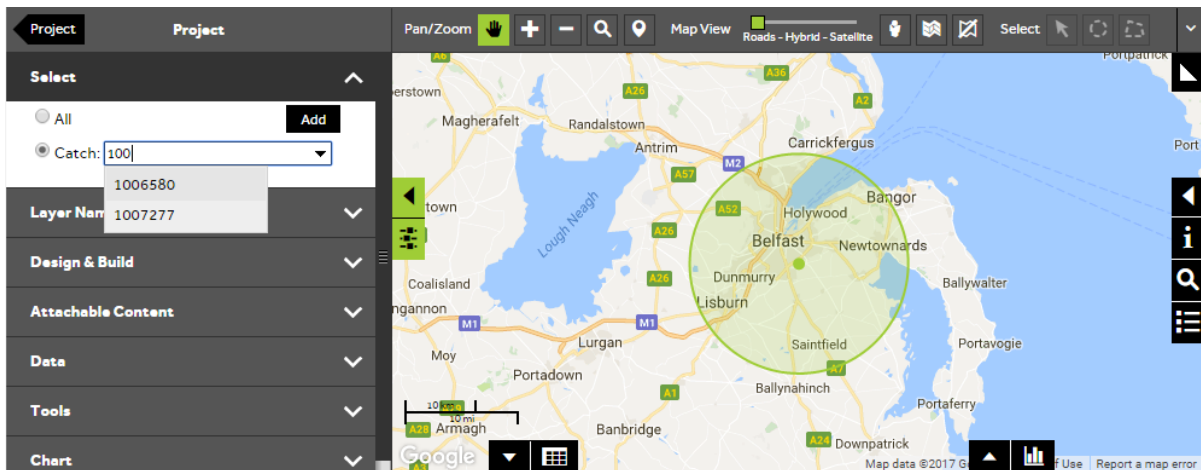 Project
Project
Pan/Zoom
Map View
Roads - Hybrid - Satellite
Select
Select
All
Add
Catch: 100
1006580
1007277
Layer Nam
Design & Build
Attachable Content
Data
Tools
Chart
Portpatrick
A6
A36
erstown
A26
A2
Magherafelt
Randalstown
Carrickfergus
Antrim
Port
M2
A57
town
A52
Bangor
Holywood
Lough Neagh
A26
Belfast
Newtownards
Dunmurry
A26
Coalisland
Ballywalter
Lisburn
ngannon
M1
M1
Saintfield
Lurgan
Portavogie
Moy
A7
Portadown
Ballynahinch
A1
10 km
Portaferry
10 mi
A28
Armagh
Banbridge
A24
Downpatrick
Google
A3
Map data ©2017 G
f Use
Report a map error